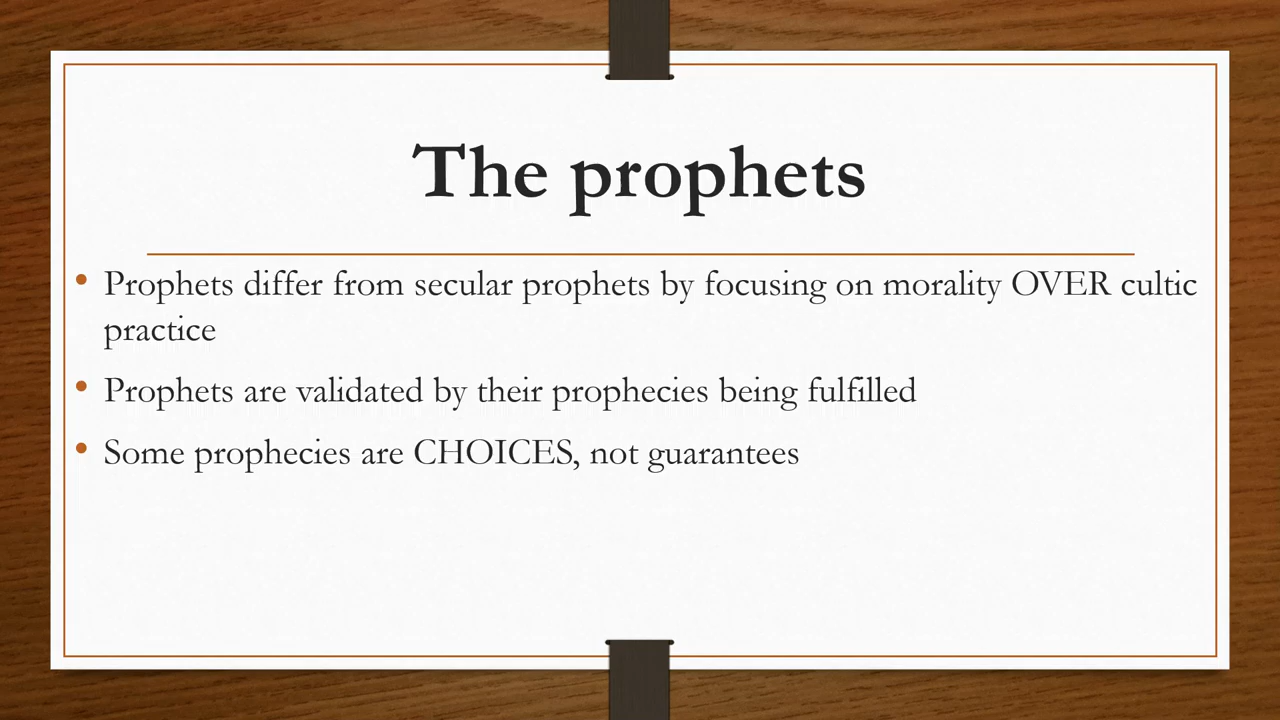 The prophets
• Prophets differ from secular prophets by focusing on morality OVER cultic
practice
• Prophets are validated by their prophecies being fulfilled
• Some prophecies are CHOICES, not guarantees